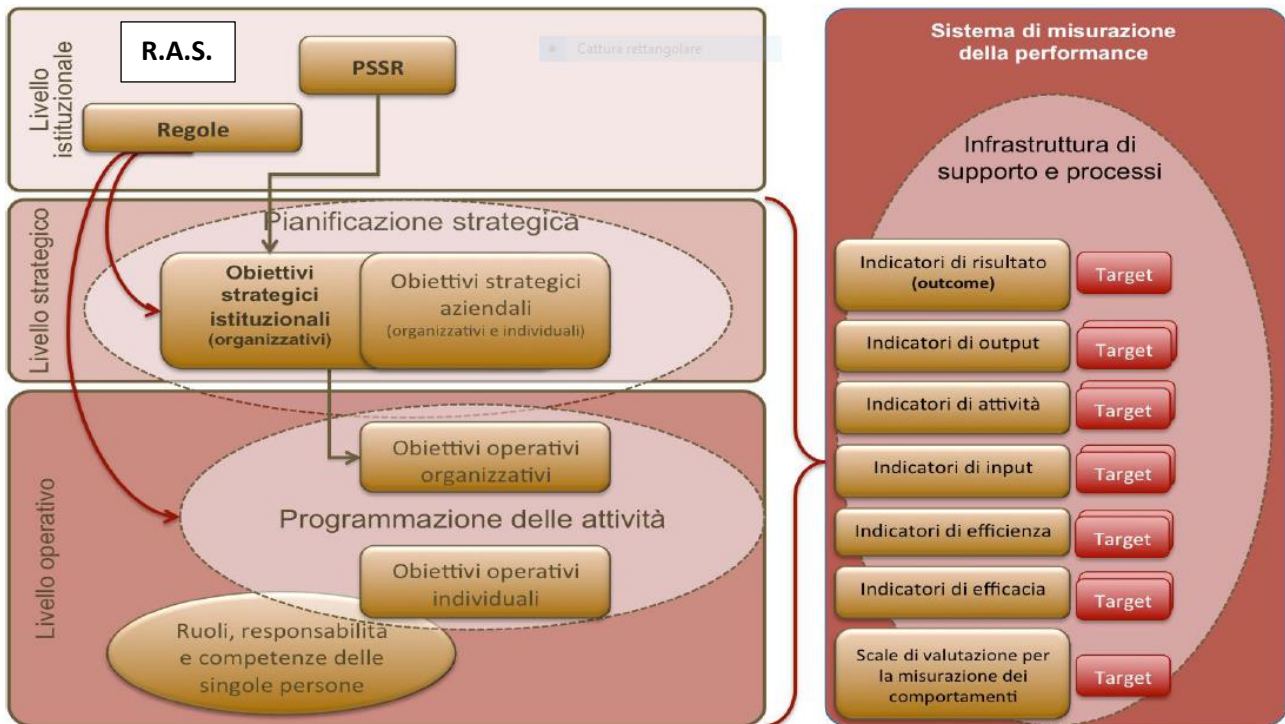 Livello
istituzionale
R.A.S.
PSSR
Regole
Cattura rettangolare
Livello strategico
Pianificazione strategica
Obiettivi
strategici
istituzionali
(organizzativi)
Obiettivi strategici
aziendali
(organizzativi e individuali)
Livello operativo
Obiettivi operativi
organizzativi
Programmazione delle attività
Obiettivi operativi
individuali
Ruoli, responsabilità
e competenze delle
singole persone
Sistema di misurazione
della performance
Infrastruttura di
supporto e processi
Indicatori di risultato
(outcome)
Target
Indicatori di output
Target
Indicatori di attività
Target
Indicatori di input
Target
Indicatori di efficienza
Target
Indicatori di efficacia
Target
Scale di valutazione per
la misurazione dei
comportamenti
Target